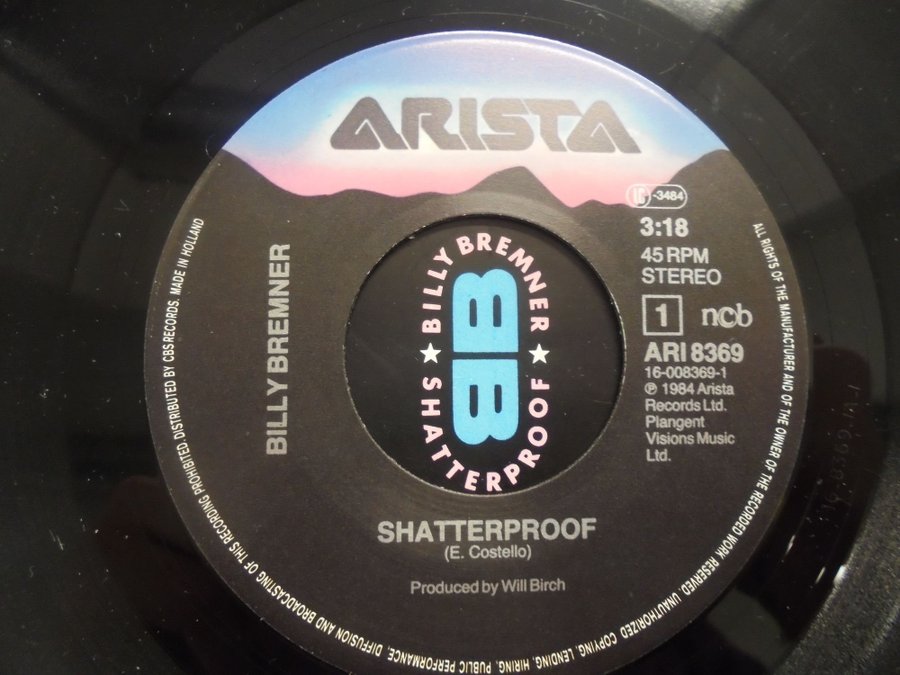 ARISTA
LC-3484
3:18
45 RPM
STEREO
1 ncb
ARI 8369
16-008369-1
℗ 1984 Arista
Records Ltd.
Plangent
Visions Music
Ltd.
BILLY BREMNER
★ BILLY BREMNER ★
BB
SHATTERPROOF
SHATTERPROOF
(E. Costello)
Produced by Will Birch
ALL RIGHTS OF THE MANUFACTURER AND OF THE OWNER OF THE RECORDED WORK RESERVED. UNAUTHORIZED COPYING, LENDING, HIRING, PUBLIC PERFORMANCE, DIFFUSION AND BROADCASTING OF THIS RECORDING PROHIBITED. DISTRIBUTED BY CBS RECORDS. MADE IN HOLLAND